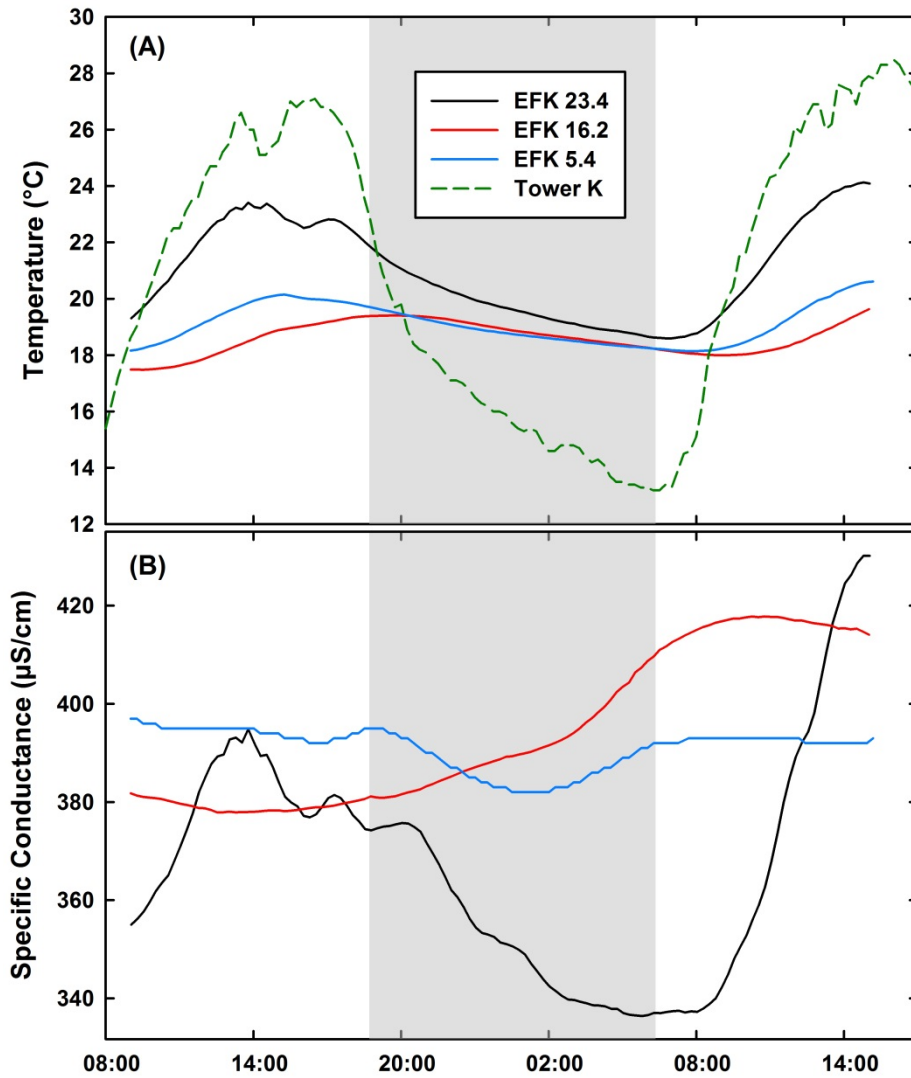 30
(A)
28
26
24
22
20
18
16
14
12
Temperature (°C)
EFK 23.4
EFK 16.2
EFK 5.4
Tower K
(B)
420
400
380
360
340
Specific Conductance (µS/cm)
08:00 14:00 20:00 02:00 08:00 14:00